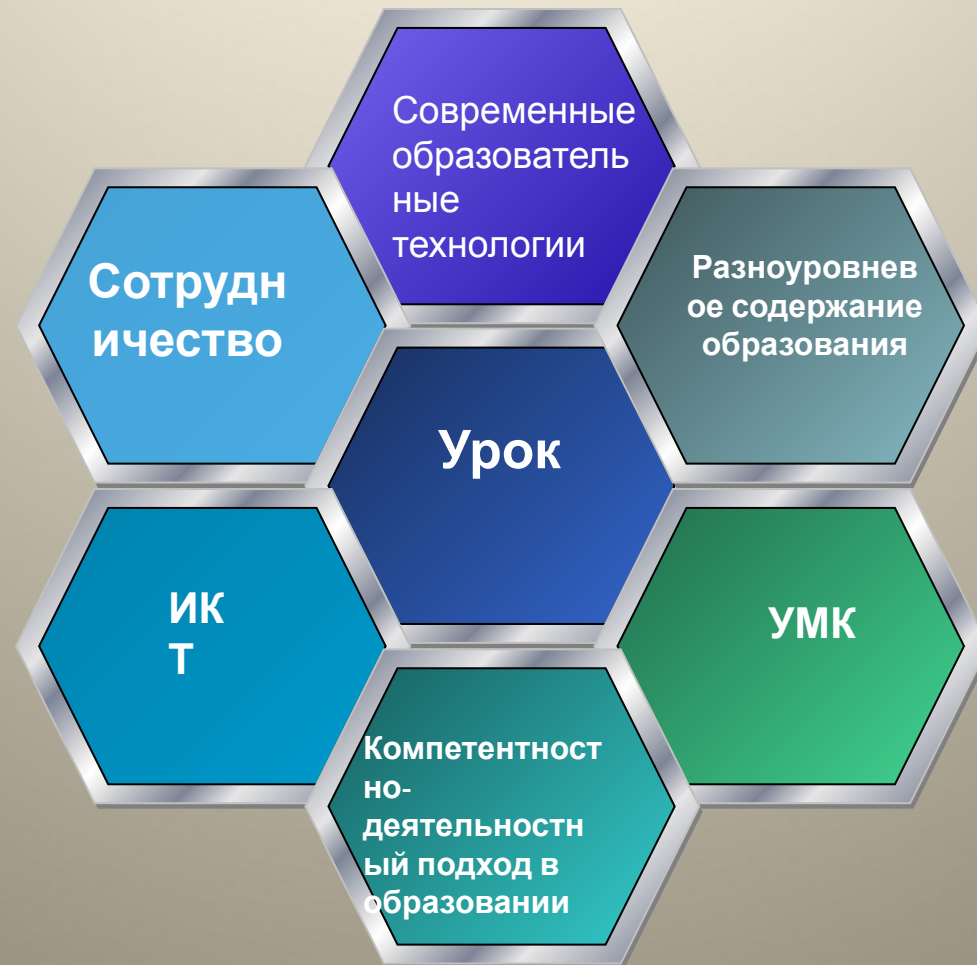 Современные
образователь
ные
технологии
Сотрудн
ичество
Разноуровнев
ое содержание
образования
Урок
ИК
Т
УМК
Компетентност
но-
деятельностн
ый подход в
образовании